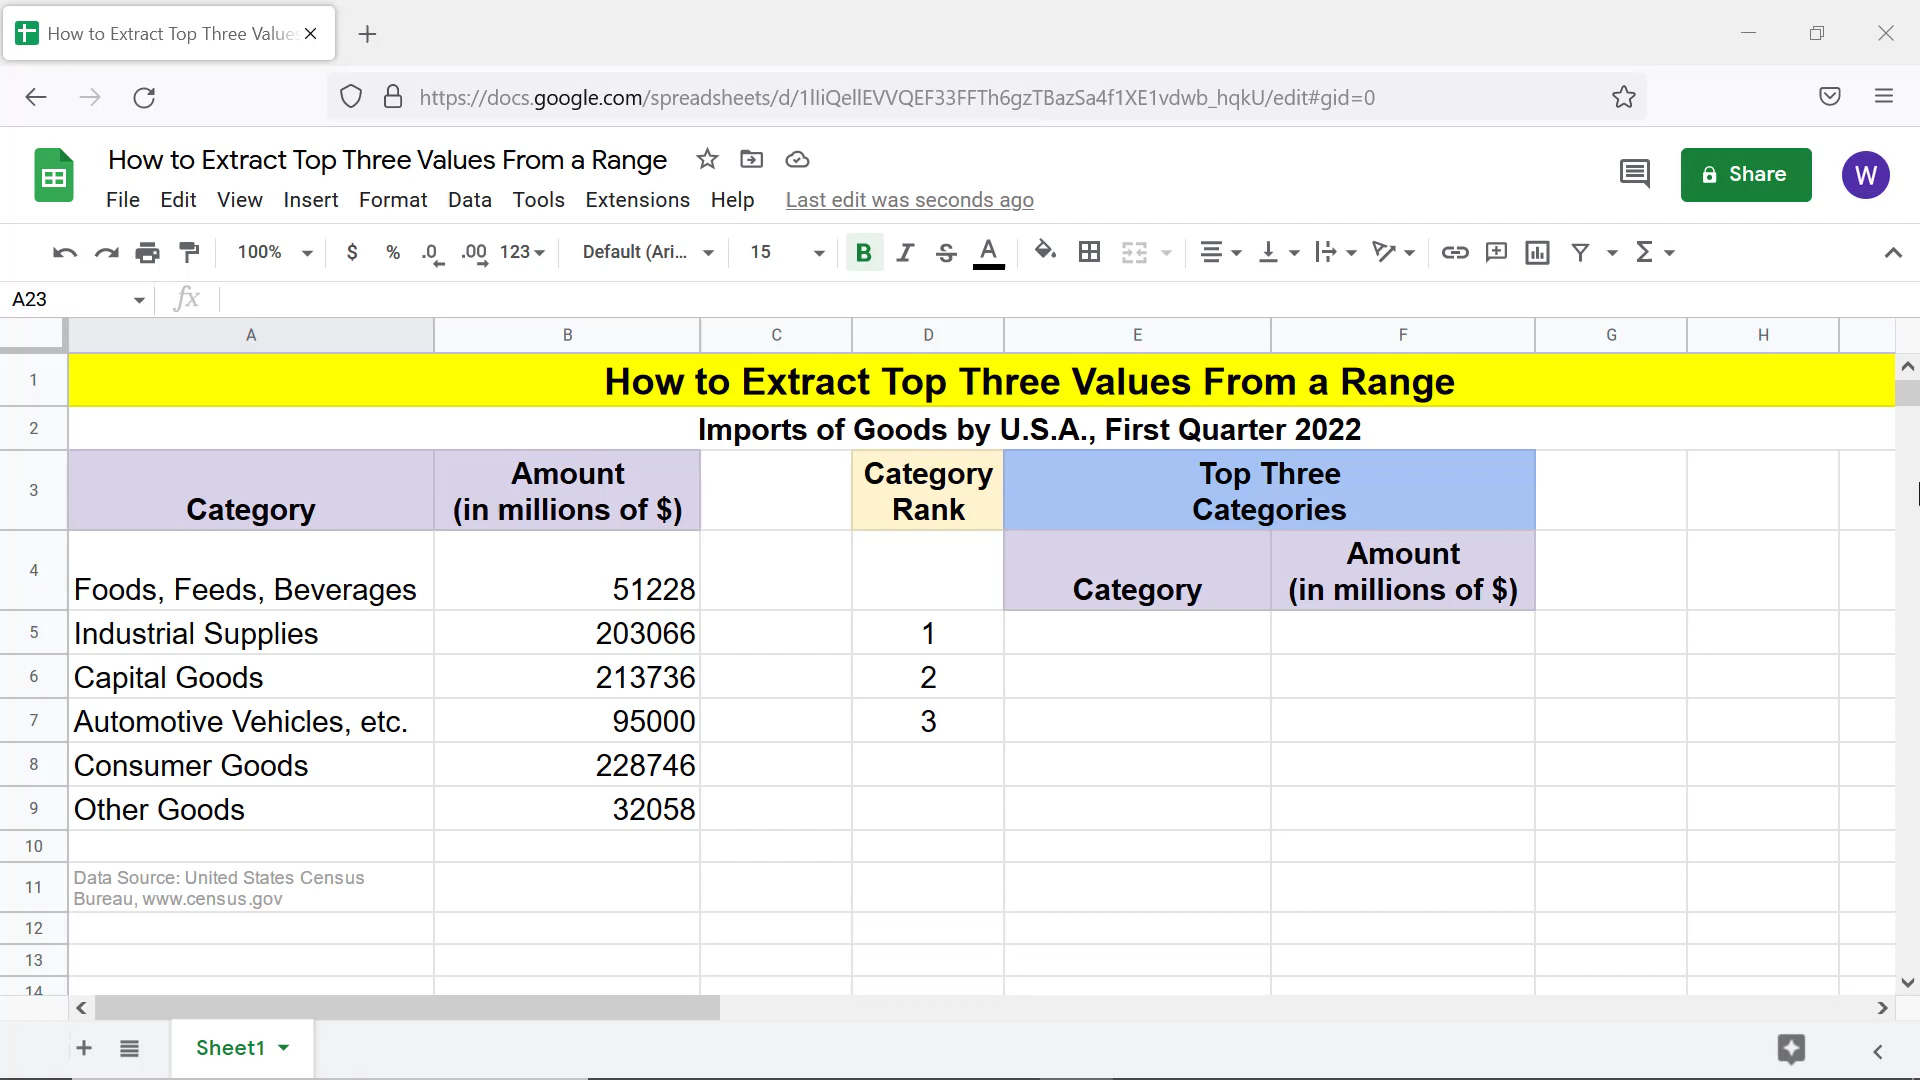 How to Extract Top Three Value
https://docs.google.com/spreadsheets/d/1lIiQellEVVQEF33FFTh6gzTBazSa4f1XE1vdwb_hqkU/edit#gid=0
How to Extract Top Three Values From a Range
Share
W
File Edit View Insert Format Data Tools Extensions Help Last edit was seconds ago
100% $ % .0 .00 123 Default (Ari... 15 B I S A Σ
A23 fx
A B C D E F G H
1 How to Extract Top Three Values From a Range
2 Imports of Goods by U.S.A., First Quarter 2022
Amount Category Top Three
3 Category (in millions of $) Rank Categories
Amount
4 Foods, Feeds, Beverages 51228 Category (in millions of $)
5 Industrial Supplies 203066 1
6 Capital Goods 213736 2
7 Automotive Vehicles, etc. 95000 3
8 Consumer Goods 228746
9 Other Goods 32058
10
Data Source: United States Census
11 Bureau, www.census.gov
12
13
14
Sheet1